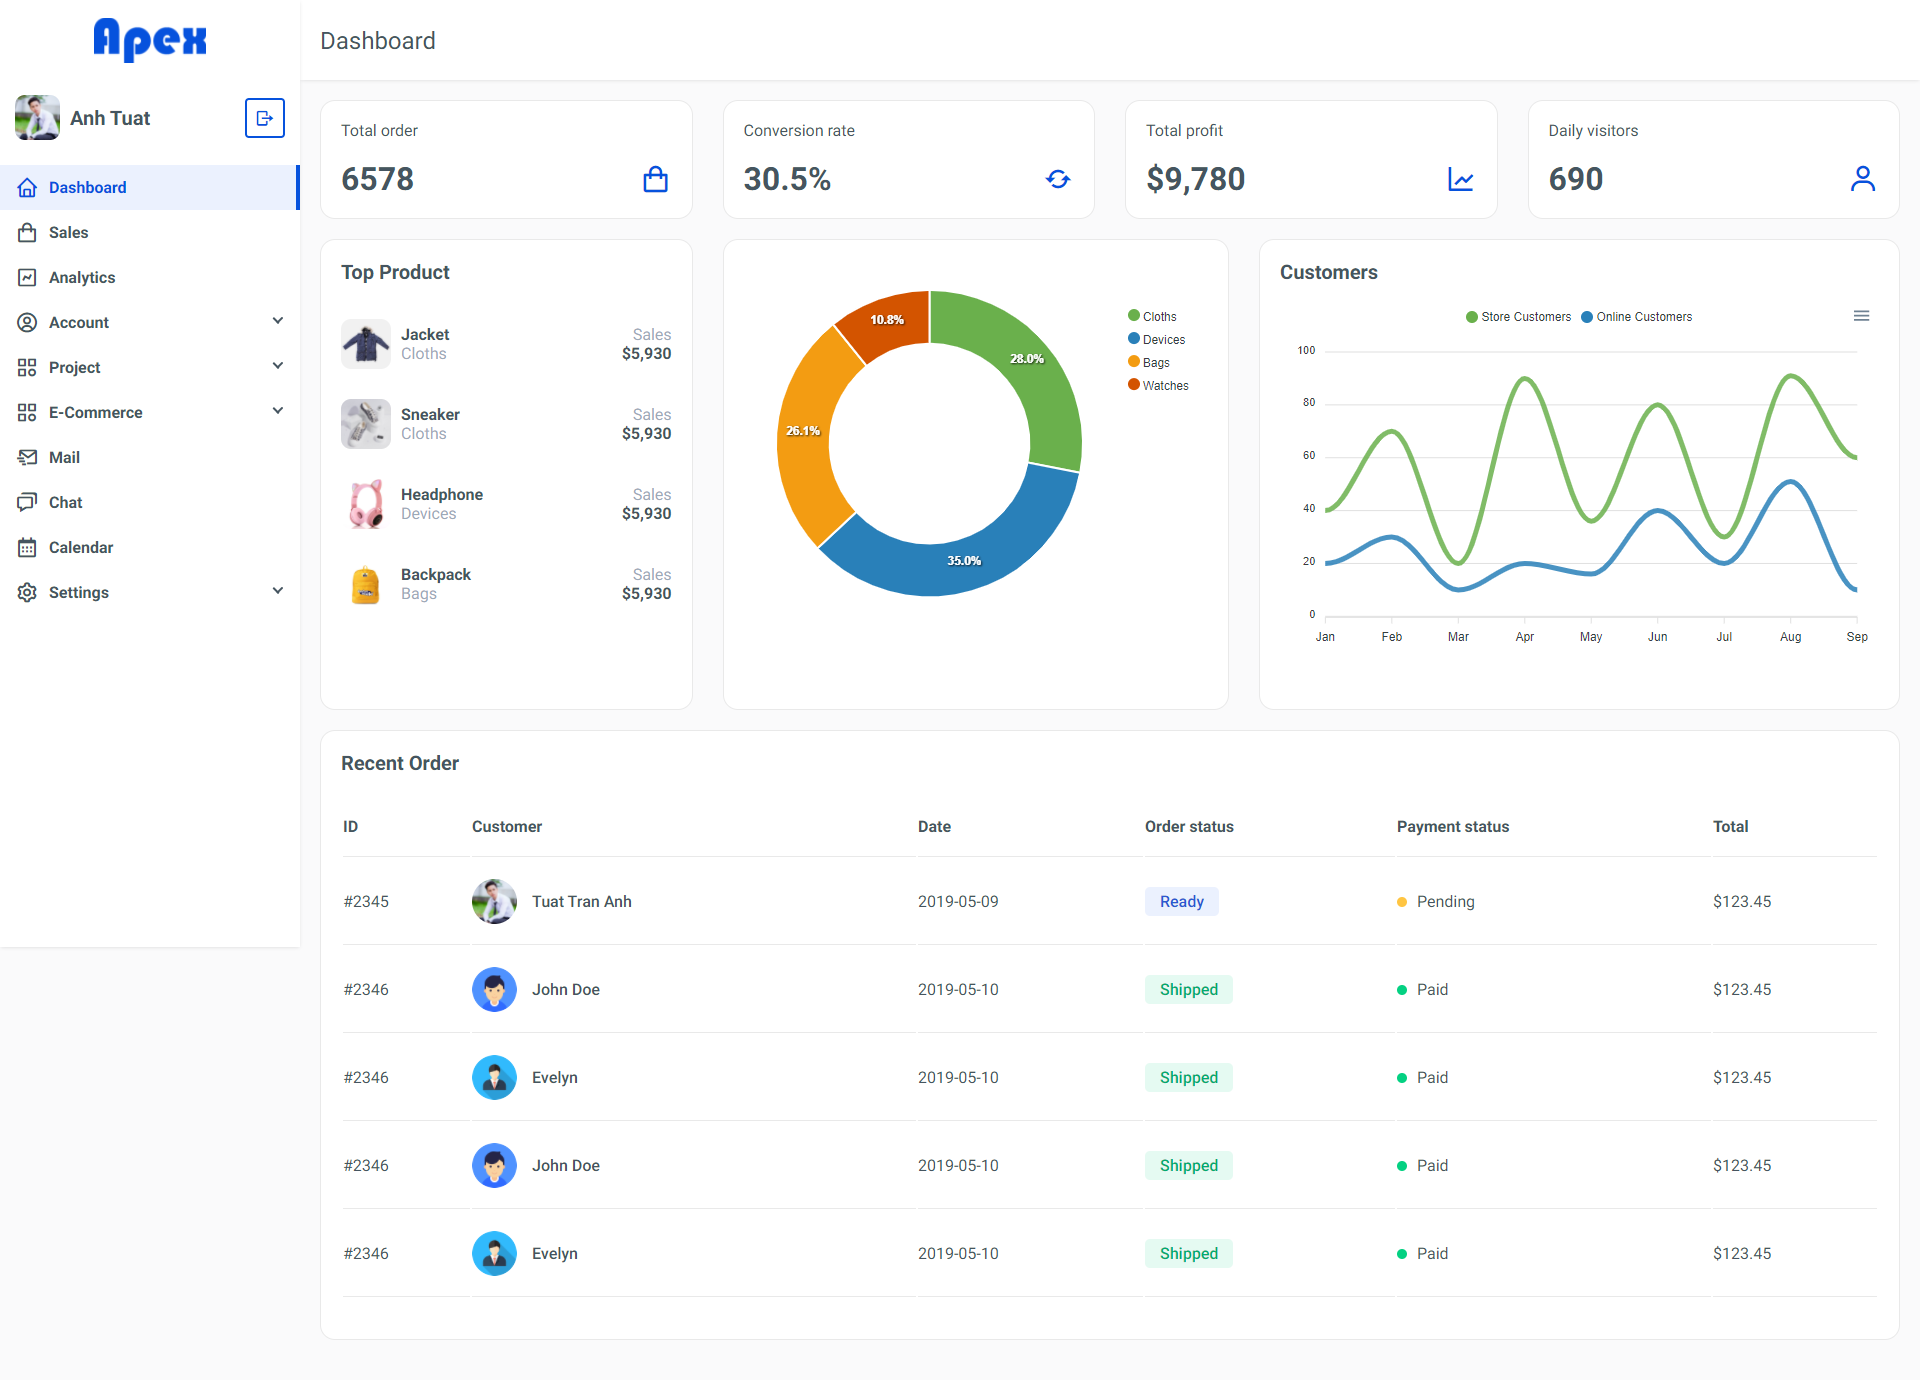 Apex
Anh Tuat
Dashboard
Sales
Analytics
Account
Project
E-Commerce
Mail
Chat
Calendar
Settings
Dashboard
Total order
6578
Conversion rate
30.5%
Total profit
$9,780
Daily visitors
690
Top Product
Jacket Sales
Cloths $5,930
Sneaker Sales
Cloths $5,930
Headphone Sales
Devices $5,930
Backpack Sales
Bags $5,930
10.8%
28.0%
26.1%
35.0%
Cloths
Devices
Bags
Watches
Customers
Store Customers Online Customers
100
80
60
40
20
0
Jan Feb Mar Apr May Jun Jul Aug Sep
Recent Order
ID Customer Date Order status Payment status Total
#2345 Tuat Tran Anh 2019-05-09 Ready Pending $123.45
#2346 John Doe 2019-05-10 Shipped Paid $123.45
#2346 Evelyn 2019-05-10 Shipped Paid $123.45
#2346 John Doe 2019-05-10 Shipped Paid $123.45
#2346 Evelyn 2019-05-10 Shipped Paid $123.45